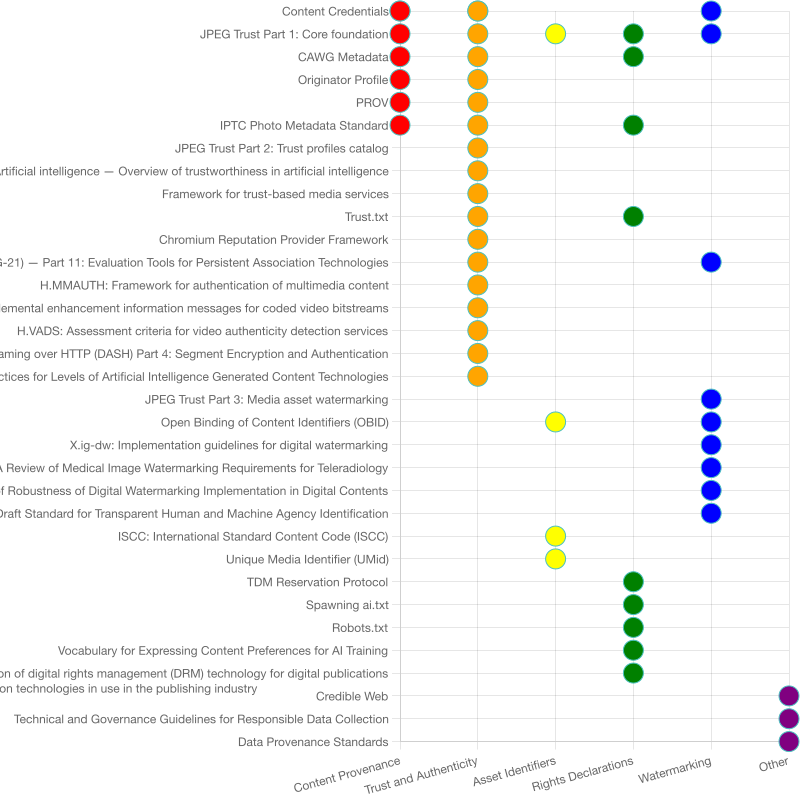 Content Credentials
JPEG Trust Part 1: Core foundation
CAWG Metadata
Originator Profile
PROV
IPTC Photo Metadata Standard
JPEG Trust Part 2: Trust profiles catalog
rtificial intelligence — Overview of trustworthiness in artificial intelligence
Framework for trust-based media services
Trust.txt
Chromium Reputation Provider Framework
G-21) — Part 11: Evaluation Tools for Persistent Association Technologies
H.MMAUTH: Framework for authentication of multimedia content
lemental enhancement information messages for coded video bitstreams
H.VADS: Assessment criteria for video authenticity detection services
aming over HTTP (DASH) Part 4: Segment Encryption and Authentication
ctices for Levels of Artificial Intelligence Generated Content Technologies
JPEG Trust Part 3: Media asset watermarking
Open Binding of Content Identifiers (OBID)
X.ig-dw: Implementation guidelines for digital watermarking
A Review of Medical Image Watermarking Requirements for Teleradiology
of Robustness of Digital Watermarking Implementation in Digital Contents
Draft Standard for Transparent Human and Machine Agency Identification
ISCC: International Standard Content Code (ISCC)
Unique Media Identifier (UMid)
TDM Reservation Protocol
Spawning ai.txt
Robots.txt
Vocabulary for Expressing Content Preferences for AI Training
on of digital rights management (DRM) technology for digital publications
on technologies in use in the publishing industry
Credible Web
Technical and Governance Guidelines for Responsible Data Collection
Data Provenance Standards
Content Provenance
Trust and Authenticity
Asset Identifiers
Rights Declarations
Watermarking
Other